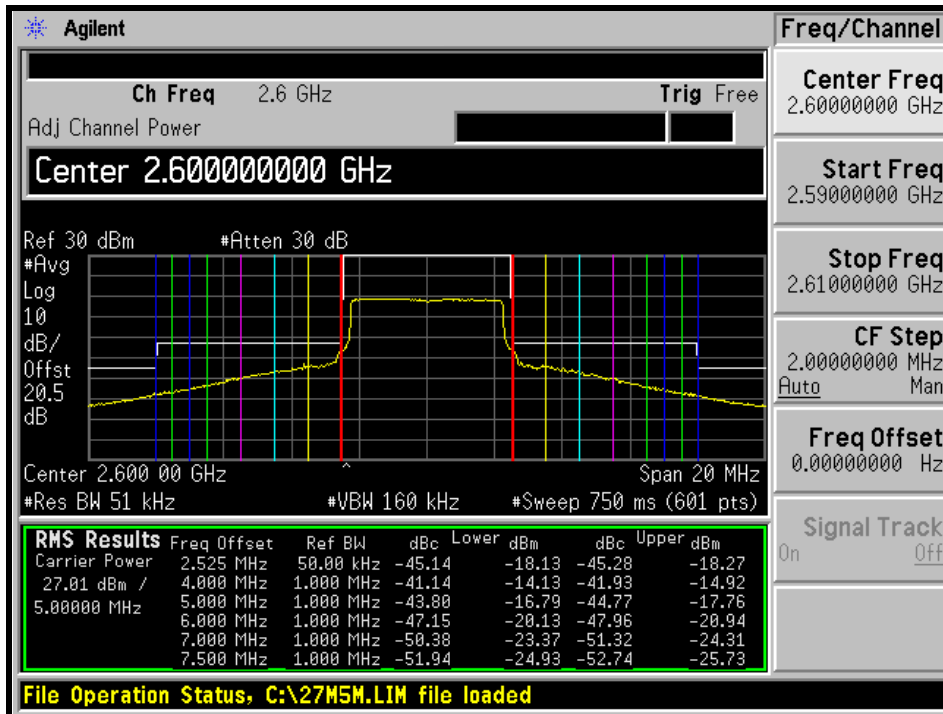 Agilent
Ch Freq 2.6 GHz Trig Free
Adj Channel Power
Center 2.600000000 GHz
Ref 30 dBm #Atten 30 dB
#Avg
Log
10
dB/
Offst
20.5
dB
Center 2.600 00 GHz Span 20 MHz
#Res BW 51 kHz #VBW 160 kHz #Sweep 750 ms (601 pts)
RMS Results Freq Offset Ref BW dBc Lower dBm dBc Upper dBm
Carrier Power 2.525 MHz 50.00 kHz -45.14 -18.13 -45.28 -18.27
27.01 dBm / 4.000 MHz 1.000 MHz -41.14 -14.13 -41.93 -14.92
5.00000 MHz 5.000 MHz 1.000 MHz -43.80 -16.79 -44.77 -17.76
6.000 MHz 1.000 MHz -47.15 -20.13 -47.96 -20.94
7.000 MHz 1.000 MHz -50.38 -23.37 -51.32 -24.31
7.500 MHz 1.000 MHz -51.94 -24.93 -52.74 -25.73
File Operation Status, C:\27M5M.LIM file loaded
Freq/Channel
Center Freq
2.60000000 GHz
Start Freq
2.59000000 GHz
Stop Freq
2.61000000 GHz
CF Step
2.00000000 MHz
Auto Man
Freq Offset
0.00000000 Hz
Signal Track
On Off